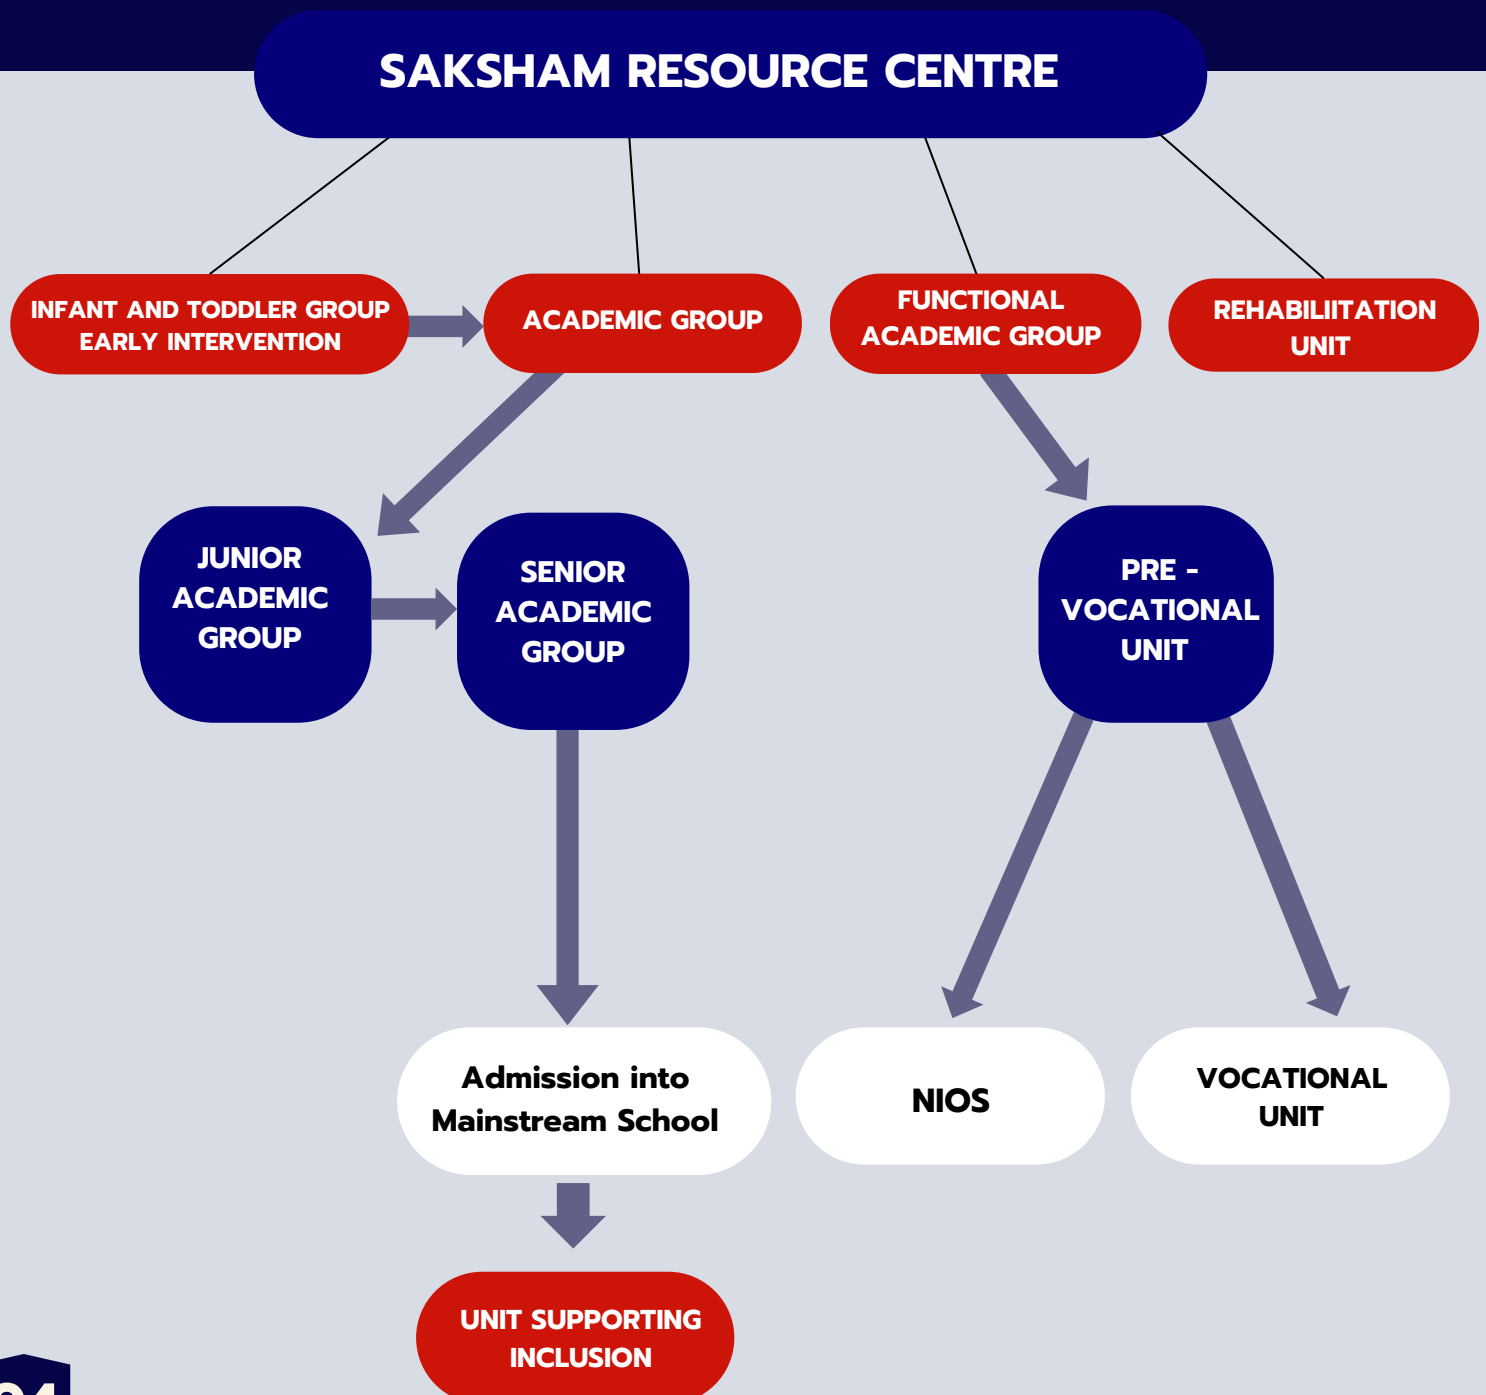 SAKSHAM RESOURCE CENTRE
INFANT AND TODDLER GROUP
EARLY INTERVENTION
ACADEMIC GROUP
FUNCTIONAL
ACADEMIC GROUP
REHABILIITATION
UNIT
JUNIOR
ACADEMIC
GROUP
SENIOR
ACADEMIC
GROUP
PRE -
VOCATIONAL
UNIT
Admission into
Mainstream School
NIOS
VOCATIONAL
UNIT
UNIT SUPPORTING
INCLUSION